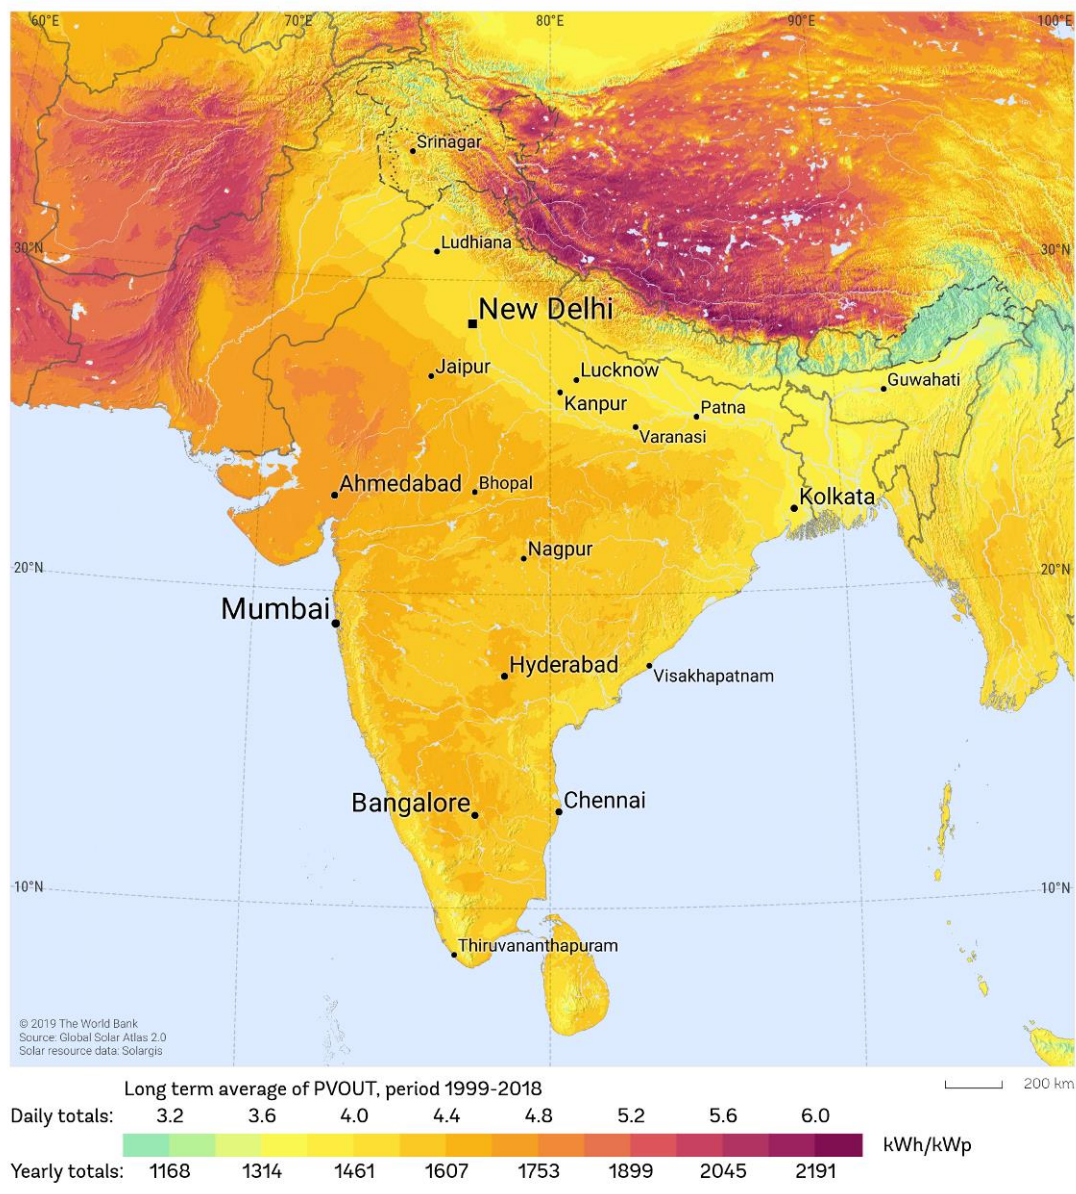 60°E 70°E 80°E 90°E 100°E
Srinagar
30°N Ludhiana 30°N
New Delhi
Jaipur
Lucknow
Guwahati
Kanpur
Patna
Varanasi
Ahmedabad
Bhopal
Kolkata
Nagpur
20°N 20°N
Mumbai
Hyderabad
Visakhapatnam
Bangalore
Chennai
10°N 10°N
Thiruvananthapuram
© 2019 The World Bank
Source: Global Solar Atlas 2.0
Solar resource data: Solargis
Long term average of PVOUT, period 1999-2018
200 km
Daily totals: 3.2 3.6 4.0 4.4 4.8 5.2 5.6 6.0
kWh/kWp
Yearly totals: 1168 1314 1461 1607 1753 1899 2045 2191